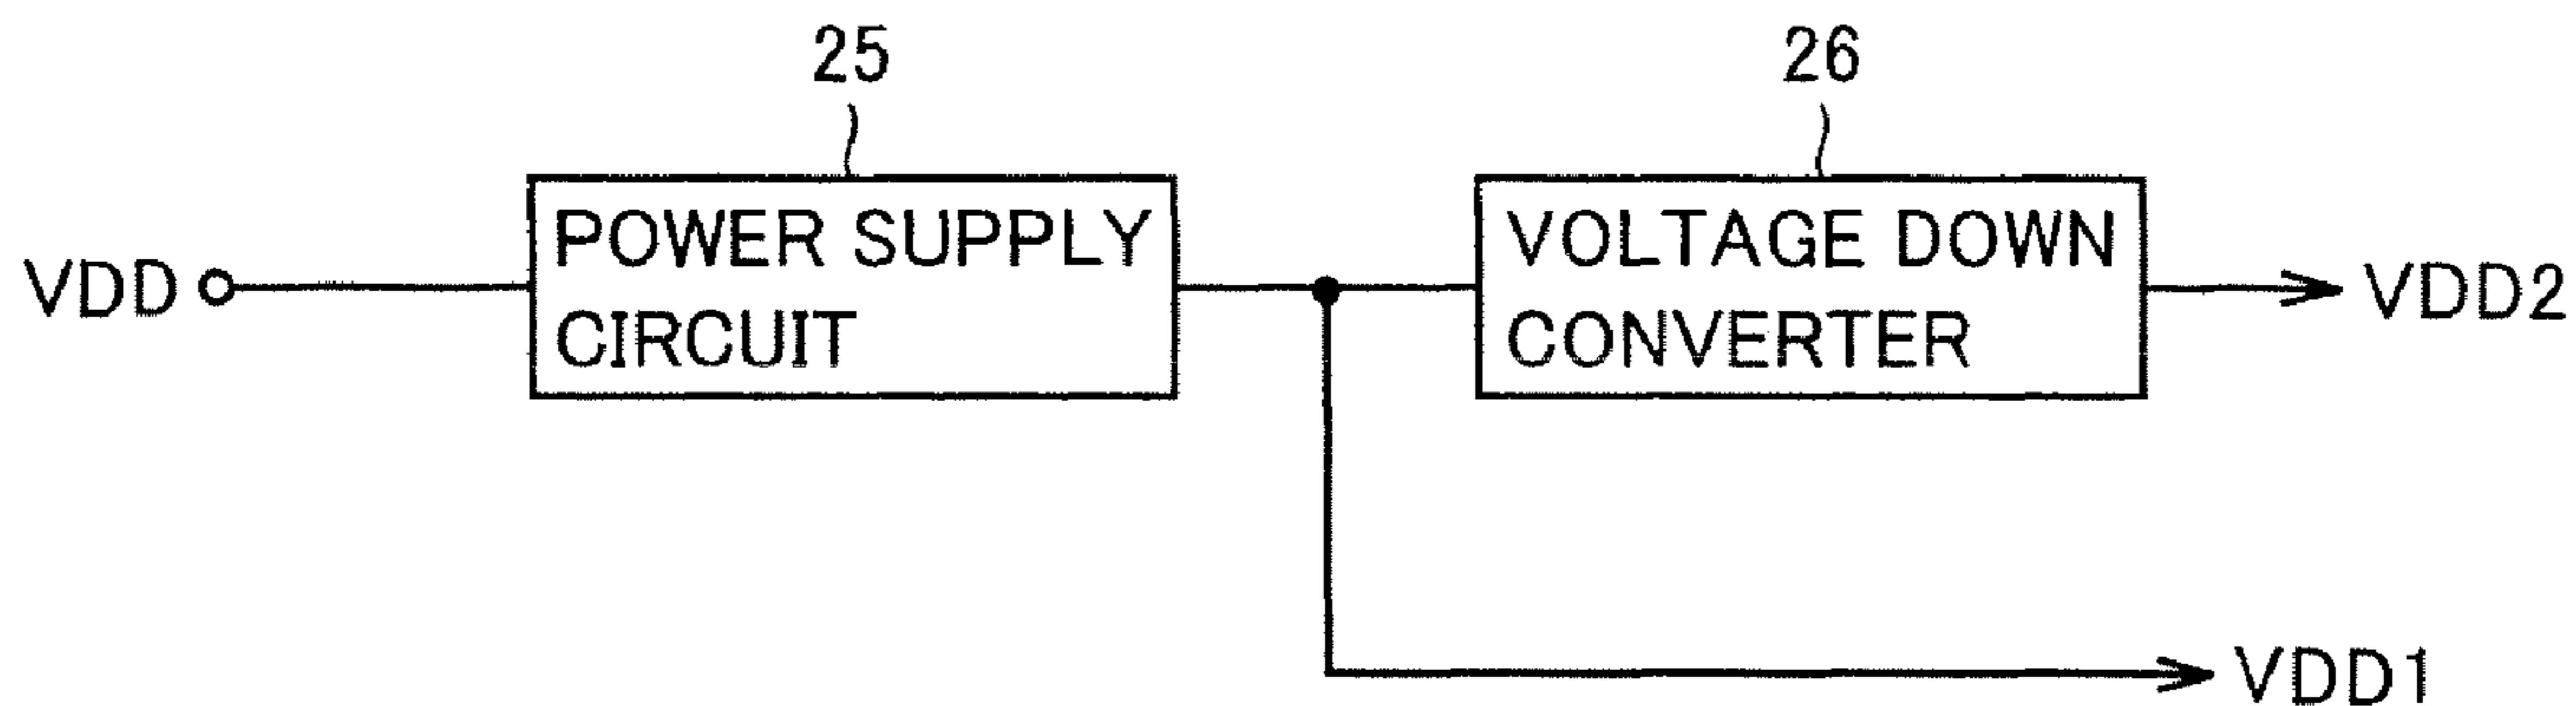 25
26
VDD
POWER SUPPLY
CIRCUIT
VOLTAGE DOWN
CONVERTER
VDD2
VDD1